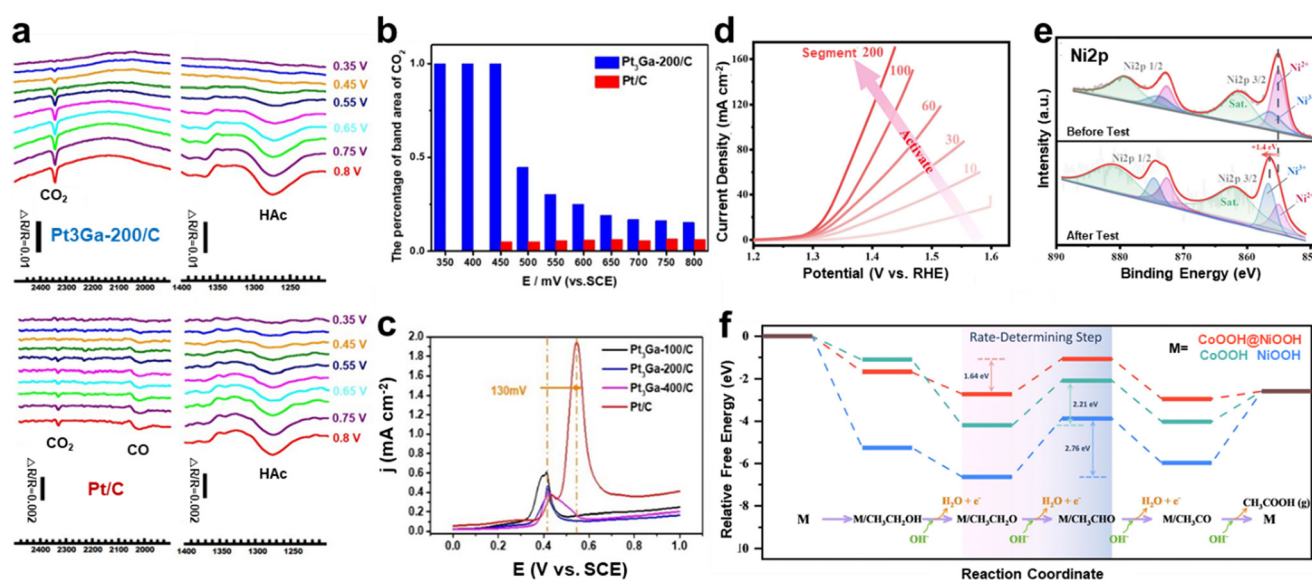 a
0.35 V
0.45 V
0.55 V
0.65 V
0.75 V
0.8 V
CO2
HAc
△R/R=0.01
Pt3Ga-200/C
△R/R=0.01
2400 2300 2200 2100 2000
1400 1350 1300 1250
0.35 V
0.45 V
0.55 V
0.65 V
0.75 V
0.8 V
CO2
CO
HAc
△R/R=0.002
Pt/C
△R/R=0.002
2400 2300 2200 2100 2000
1400 1350 1300 1250
b
The percentage of band area of CO2
1.0
0.5
0.0
Pt3Ga-200/C
Pt/C
350 400 450 500 550 600 650 700 750 800
E / mV (vs.SCE)
c
j (mA cm-2)
2.0
1.8
1.6
1.4
1.2
1.0
0.8
0.6
0.4
0.2
0.0
Pt3Ga-100/C
Pt3Ga-200/C
Pt3Ga-400/C
Pt/C
130mV
0.0 0.2 0.4 0.6 0.8 1.0
E (V vs. SCE)
d
Current Density (mA cm-2)
160
120
80
40
0
Segment 200
100
60
30
10
1
Activate
1.2 1.3 1.4 1.5 1.6
Potential (V vs. RHE)
e
Intensity (a.u.)
Ni2p
Ni2p 1/2
Ni2p 3/2
Sat.
Ni2+
Ni3
Before Test
+1.4 eV
Ni2p 1/2
Ni2p 3/2
Sat.
Ni3+
Ni2
After Test
890 880 870 860 85
Binding Energy (eV)
f
Relative Free Energy (eV)
0
-2
-4
-6
8
10
Rate-Determining Step
M=
CoOOH@NiOOH
CoOOH NiOOH
1.64 eV
2.21 eV
2.76 eV
H2O + e-
H2O + e-
H2O + e-
CH3COOH (g)
M
M/CH3CH2OH
M/CH3CH2O
M/CH3CHO
M/CH3CO
M
OH-
OH-
OH-
OH-
Reaction Coordinate